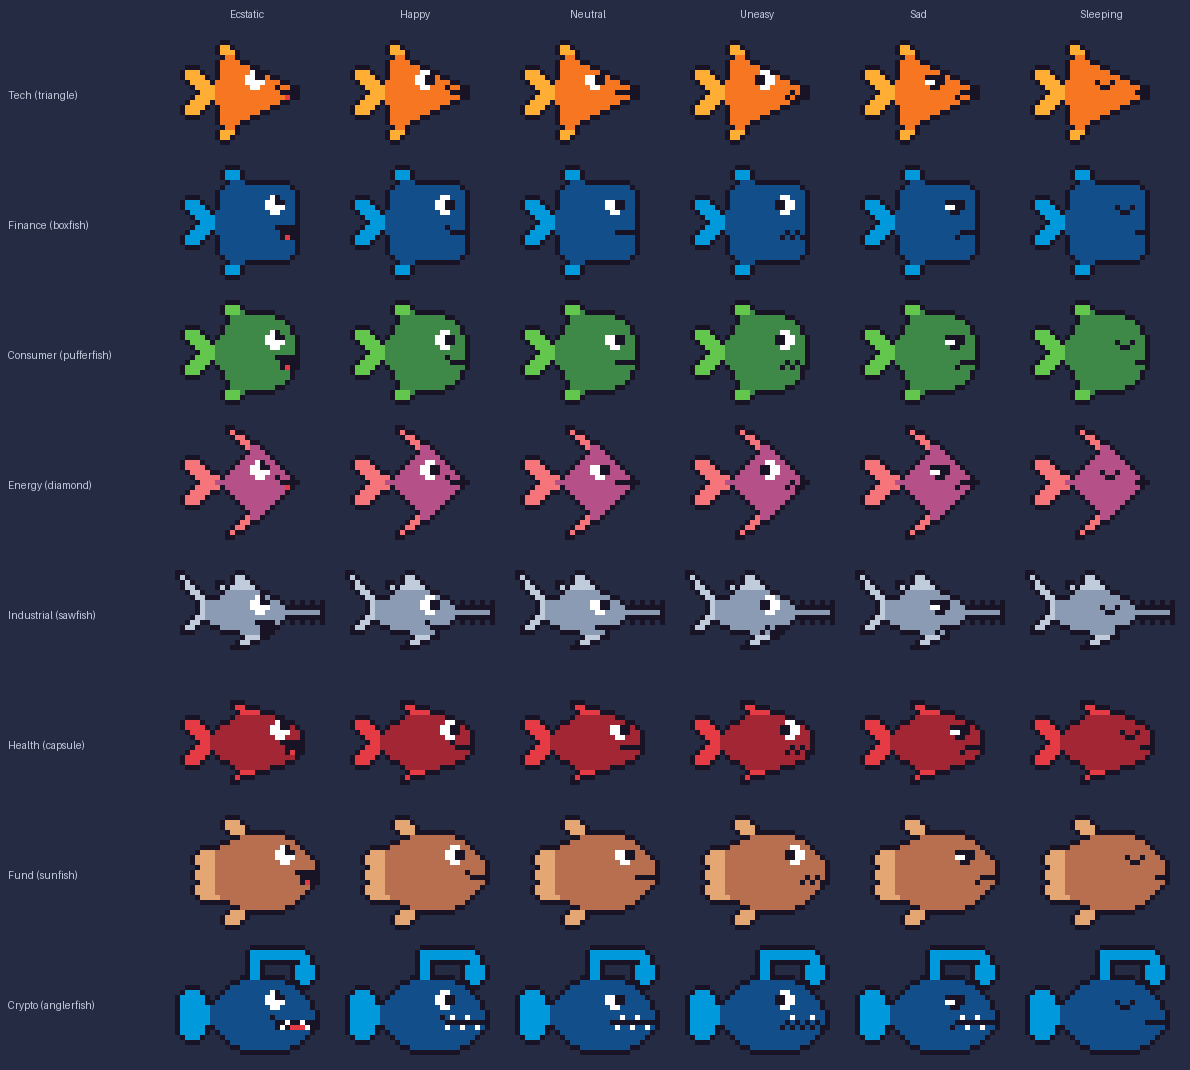 Ecstatic Happy Neutral Uneasy Sad Sleeping
Tech (triangle)
Finance (boxfish)
Consumer (pufferfish)
Energy (diamond)
Industrial (sawfish)
Health (capsule)
Fund (sunfish)
Crypto (anglerfish)